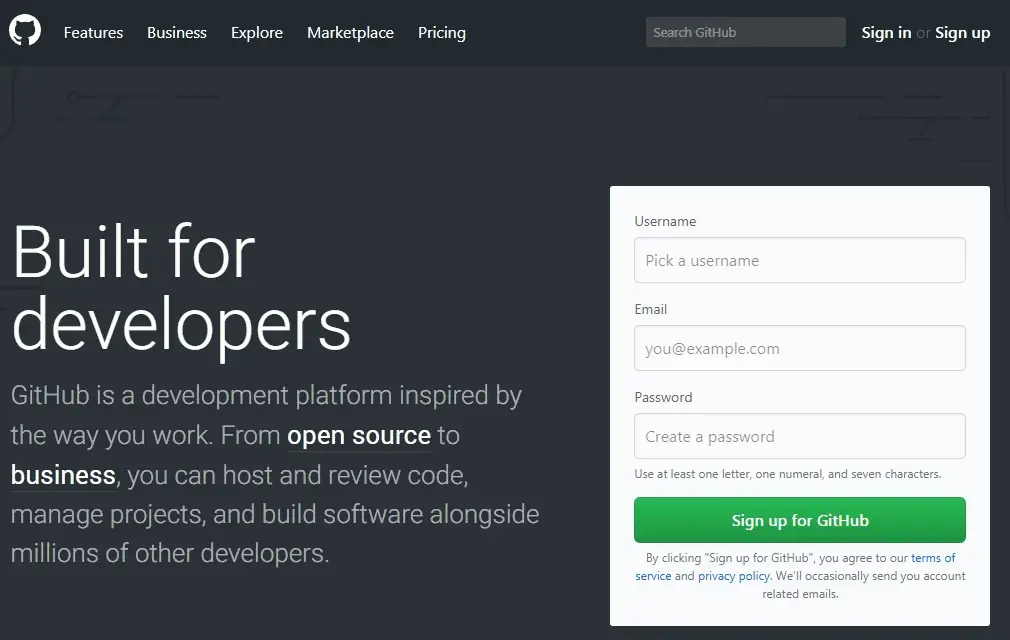 Features Business Explore Marketplace Pricing Search GitHub Sign in or Sign up
Built for
developers
GitHub is a development platform inspired by
the way you work. From open source to
business, you can host and review code,
manage projects, and build software alongside
millions of other developers.
Username
Pick a username
Email
you@example.com
Password
Create a password
Use at least one letter, one numeral, and seven characters.
Sign up for GitHub
By clicking "Sign up for GitHub", you agree to our terms of
service and privacy policy. We'll occasionally send you account
related emails.